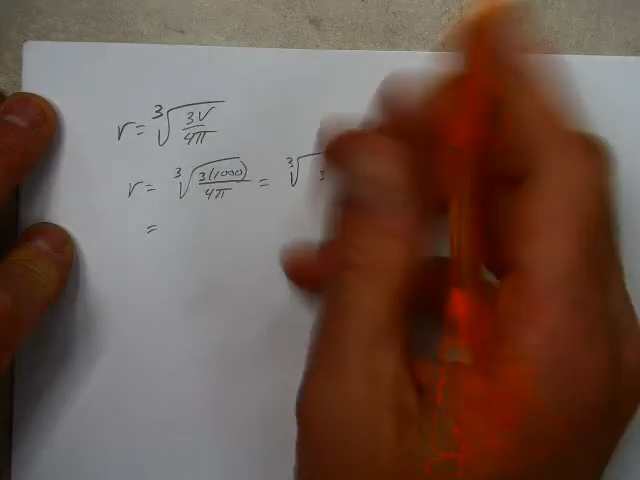 r = ∛(3V/4π)
r = ∛(3(1000)/4π) = ∛
=